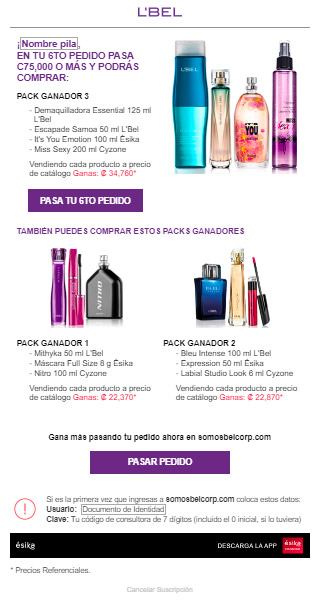 L'BEL
¡Nombre pila,
EN TU 6TO PEDIDO PASA
C75,000 O MÁS Y PODRÁS
COMPRAR:
PACK GANADOR 3
- Demaquilladora Essential 125 ml
L'Bel
- Escapade Samoa 50 ml L'Bel
- It's You Emotion 100 ml Ésika
- Miss Sexy 200 ml Cyzone
Vendiendo cada producto a precio
de catálogo Ganas: ₡ 34,760*
PASA TU 6TO PEDIDO
L'BEL
YOU
MISS
NITRO
BLEU
TAMBIÉN PUEDES COMPRAR ESTOS PACKS GANADORES
PACK GANADOR 1
- Mithyka 50 ml L'Bel
- Máscara Full Size 8 g Ésika
- Nitro 100 ml Cyzone
Vendiendo cada producto a precio
de catálogo Ganas: ₡ 22,370*
PACK GANADOR 2
- Bleu Intense 100 ml L'Bel
- Expression 50 ml Ésika
- Labial Studio Look 6 ml Cyzone
Vendiendo cada producto a precio
de catálogo Ganas: ₡ 22,870*
Gana más pasando tu pedido ahora en somosbelcorp.com
PASAR PEDIDO
Si es la primera vez que ingresas a somosbelcorp.com coloca estos datos:
Usuario: Documento de Identidad
Clave: Tu código de consultora de 7 dígitos (incluido el 0 inicial, si lo tuviera)
ésika
DESCARGA LA APP
ésika
* Precios Referenciales.
Cancelar Suscripción